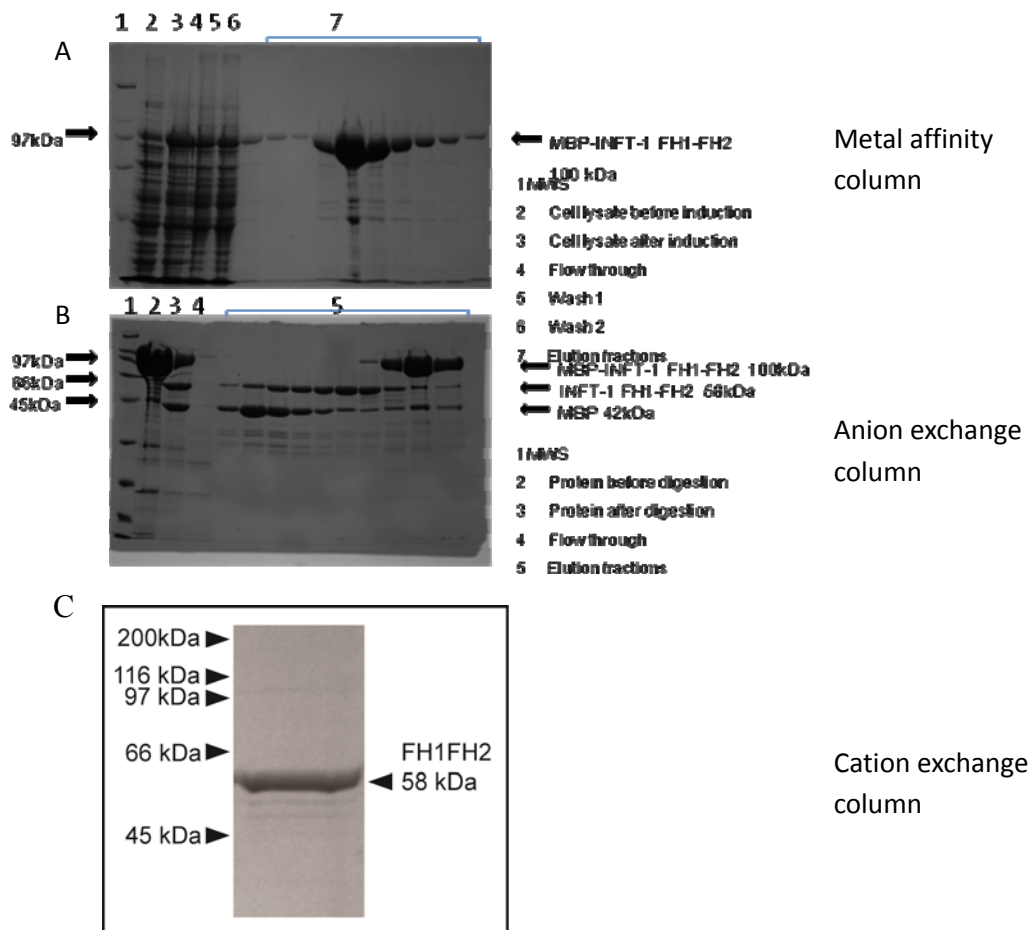 1 2 3 4 5 6 7
A
97kDa
MBP-INFT-1 FH1-FH2
100 kDa
1 MWS
2 Cell lysate before induction
3 Cell lysate after induction
4 Flow through
5 Wash 1
6 Wash 2
7 Elution fractions
Metal affinity
column
1 2 3 4 5
B
97kDa
66kDa
45kDa
MBP-INFT-1 FH1-FH2 100kDa
INFT-1 FH1-FH2 58kDa
MBP 42kDa
1 MWS
2 Protein before digestion
3 Protein after digestion
4 Flow through
5 Elution fractions
Anion exchange
column
C
200kDa
116 kDa
97 kDa
66 kDa
45 kDa
FH1FH2
58 kDa
Cation exchange
column